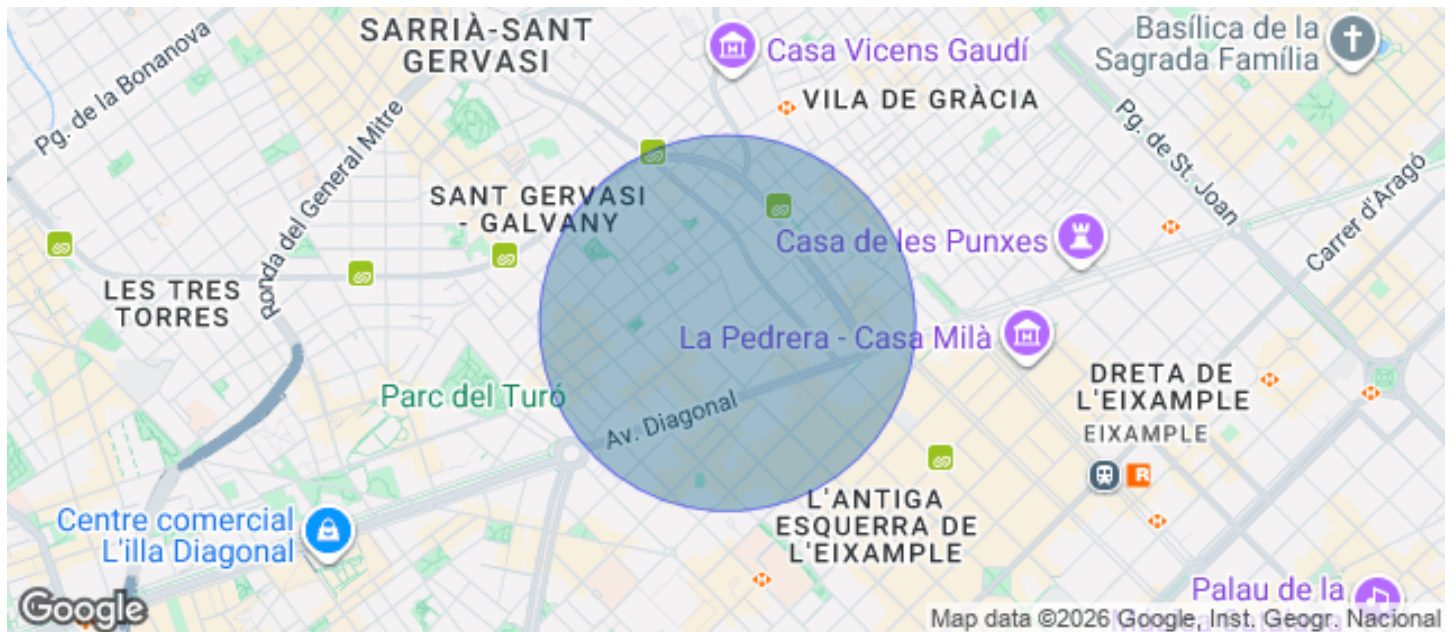 SARRIÀ-SANT
GERVASI
Casa Vicens Gaudí
Basílica de la
Sagrada Família
Pg. de la Bonanova
VILA DE GRÀCIA
Ronda del General Mitre
Pg. de St. Joan
Carrer d'Aragó
SANT GERVASI
- GALVANY
Casa de les Punxes
LES TRES
TORRES
La Pedrera - Casa Milà
Parc del Turó
Av. Diagonal
DRETA DE
L'EIXAMPLE
EIXAMPLE
R
L'ANTIGA
ESQUERRA DE
L'EIXAMPLE
Centre comercial
L'illa Diagonal
Palau de la
Google
Map data ©2026 Google, Inst. Geogr. Nacional